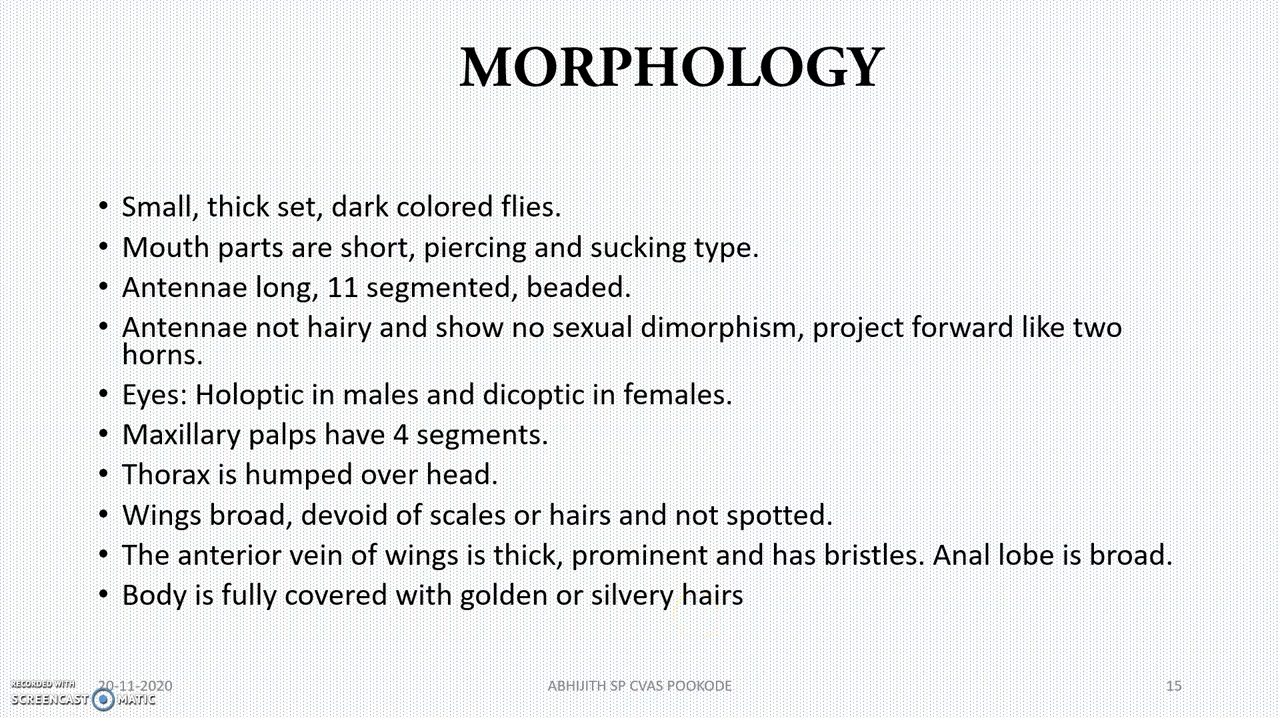 MORPHOLOGY
• Small, thick set, dark colored flies.
• Mouth parts are short, piercing and sucking type.
• Antennae long, 11 segmented, beaded.
• Antennae not hairy and show no sexual dimorphism, project forward like two
horns.
• Eyes: Holoptic in males and dicoptic in females.
• Maxillary palps have 4 segments.
• Thorax is humped over head.
• Wings broad, devoid of scales or hairs and not spotted.
• The anterior vein of wings is thick, prominent and has bristles. Anal lobe is broad.
• Body is fully covered with golden or silvery hairs
20-11-2020
ABHIJITH SP CVAS POOKODE
15
RECORDED WITH
SCREENCAST MATIC